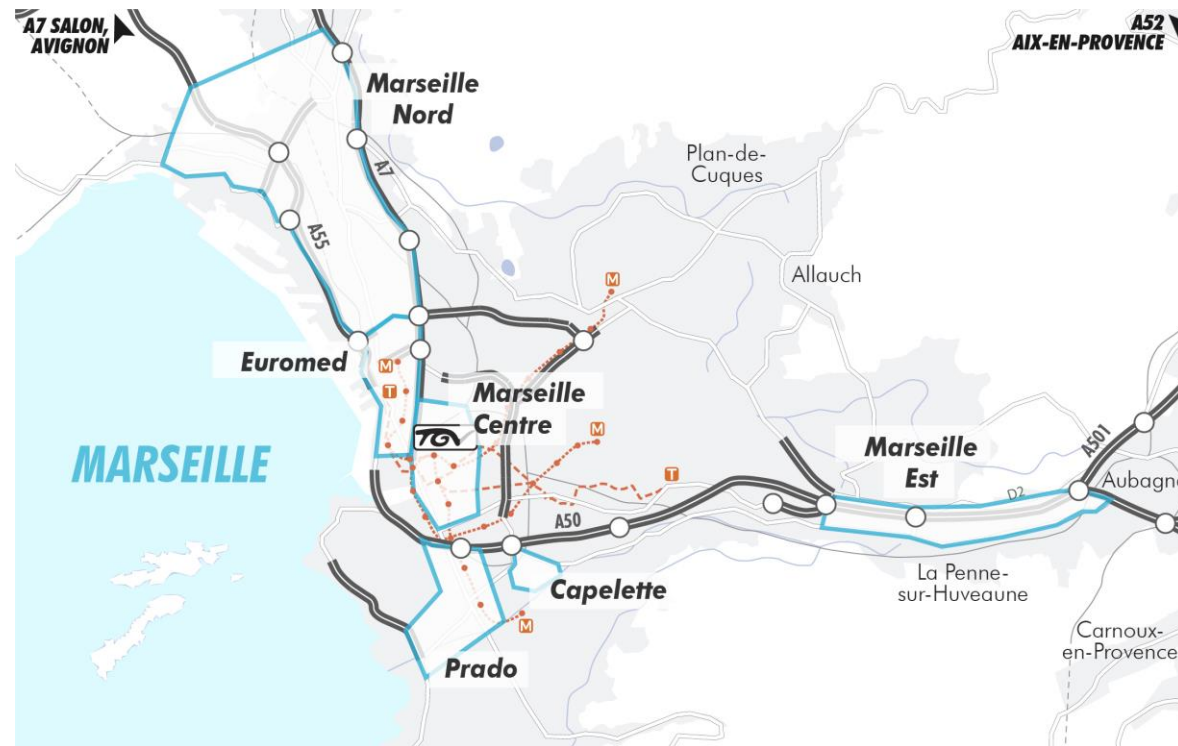 A7 SALON,
AVIGNON
A52
AIX-EN-PROVENCE
Marseille
Nord
A7
Plan-de-
Cuques
A55
Allauch
M
Euromed
M
T
Marseille
Centre
TGV
M
MARSEILLE
T
Marseille
Est
A501
D2
Aubagne
A50
La Penne-
sur-Huveaune
Capelette
M
Carnoux-
en-Provence
Prado